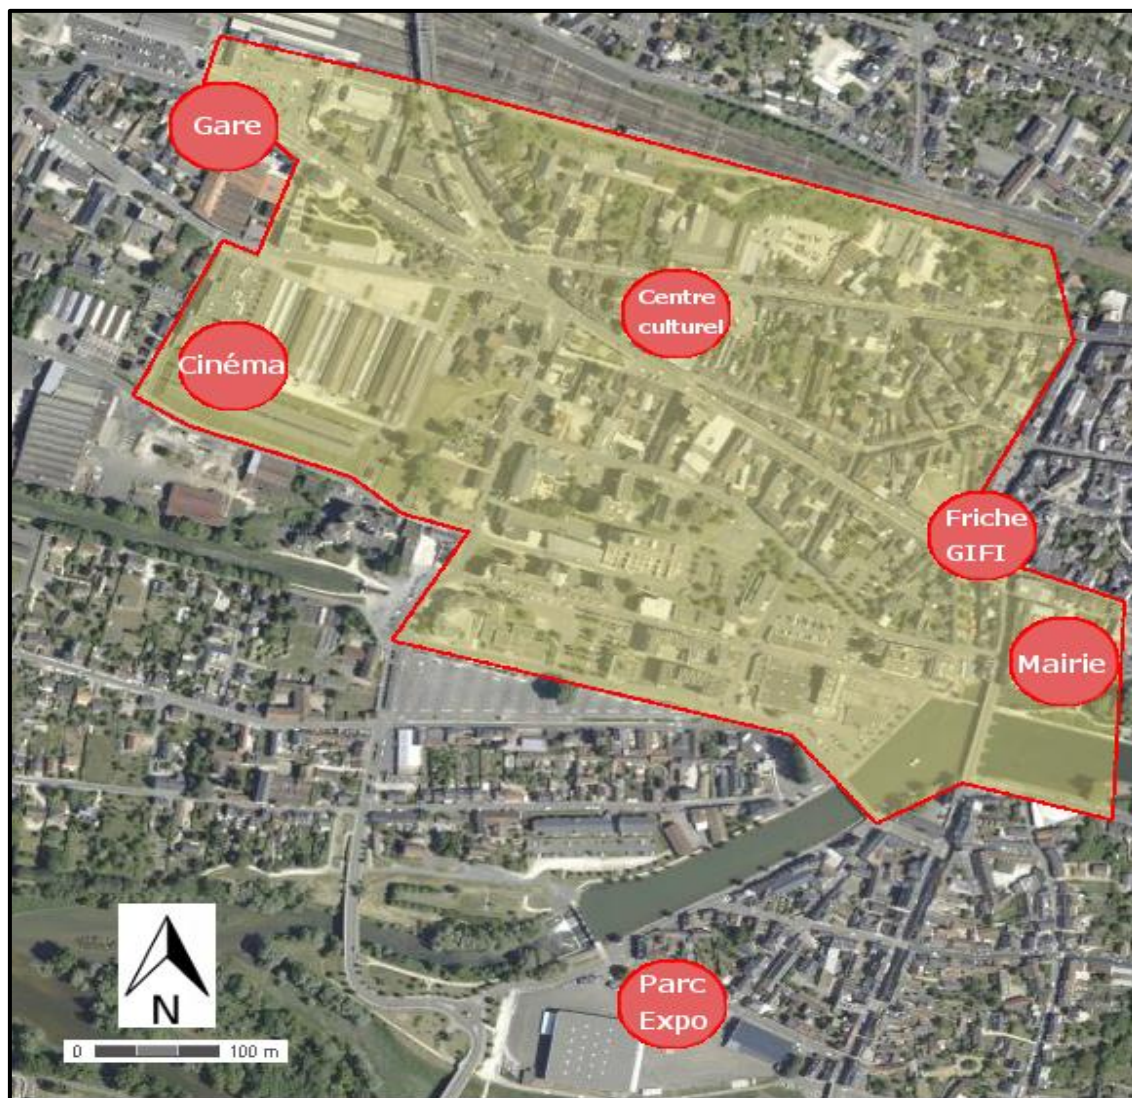 Gare
Centre
culturel
Cinéma
Friche
GIFI
Mairie
Parc
Expo
N
0 100 m